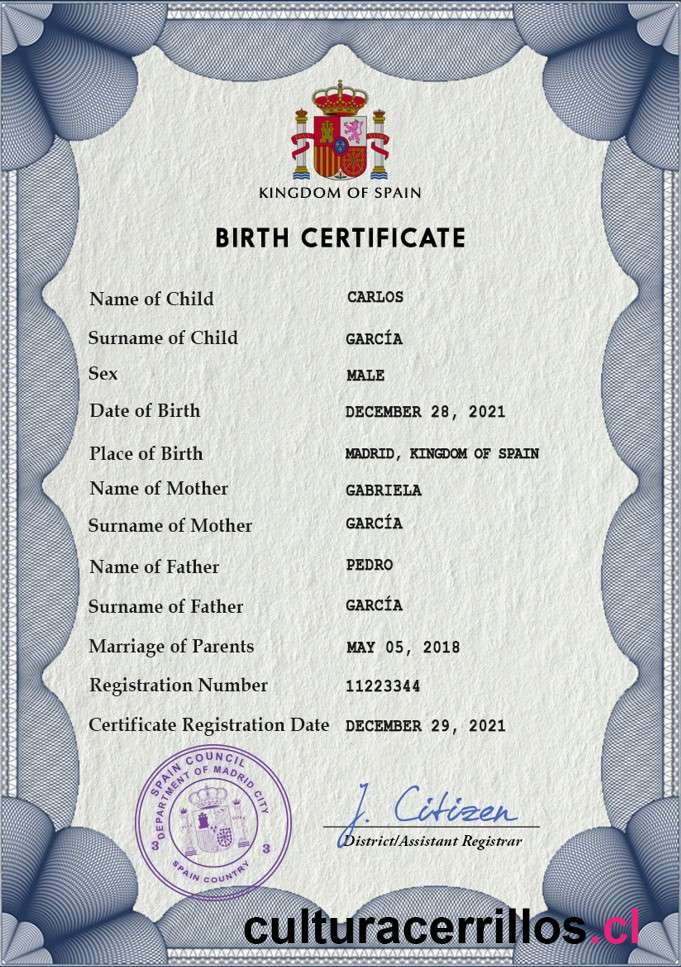 KINGDOM OF SPAIN
BIRTH CERTIFICATE
Name of Child CARLOS
Surname of Child GARCÍA
Sex MALE
Date of Birth DECEMBER 28, 2021
Place of Birth MADRID, KINGDOM OF SPAIN
Name of Mother GABRIELA
Surname of Mother GARCÍA
Name of Father PEDRO
Surname of Father GARCÍA
Marriage of Parents MAY 05, 2018
Registration Number 11223344
Certificate Registration Date DECEMBER 29, 2021
SPAIN COUNCIL
DEPARTMENT OF MADRID CITY
3 3
SPAIN COUNTRY
J. Citizen
District/Assistant Registrar
culturacerrillos.cl